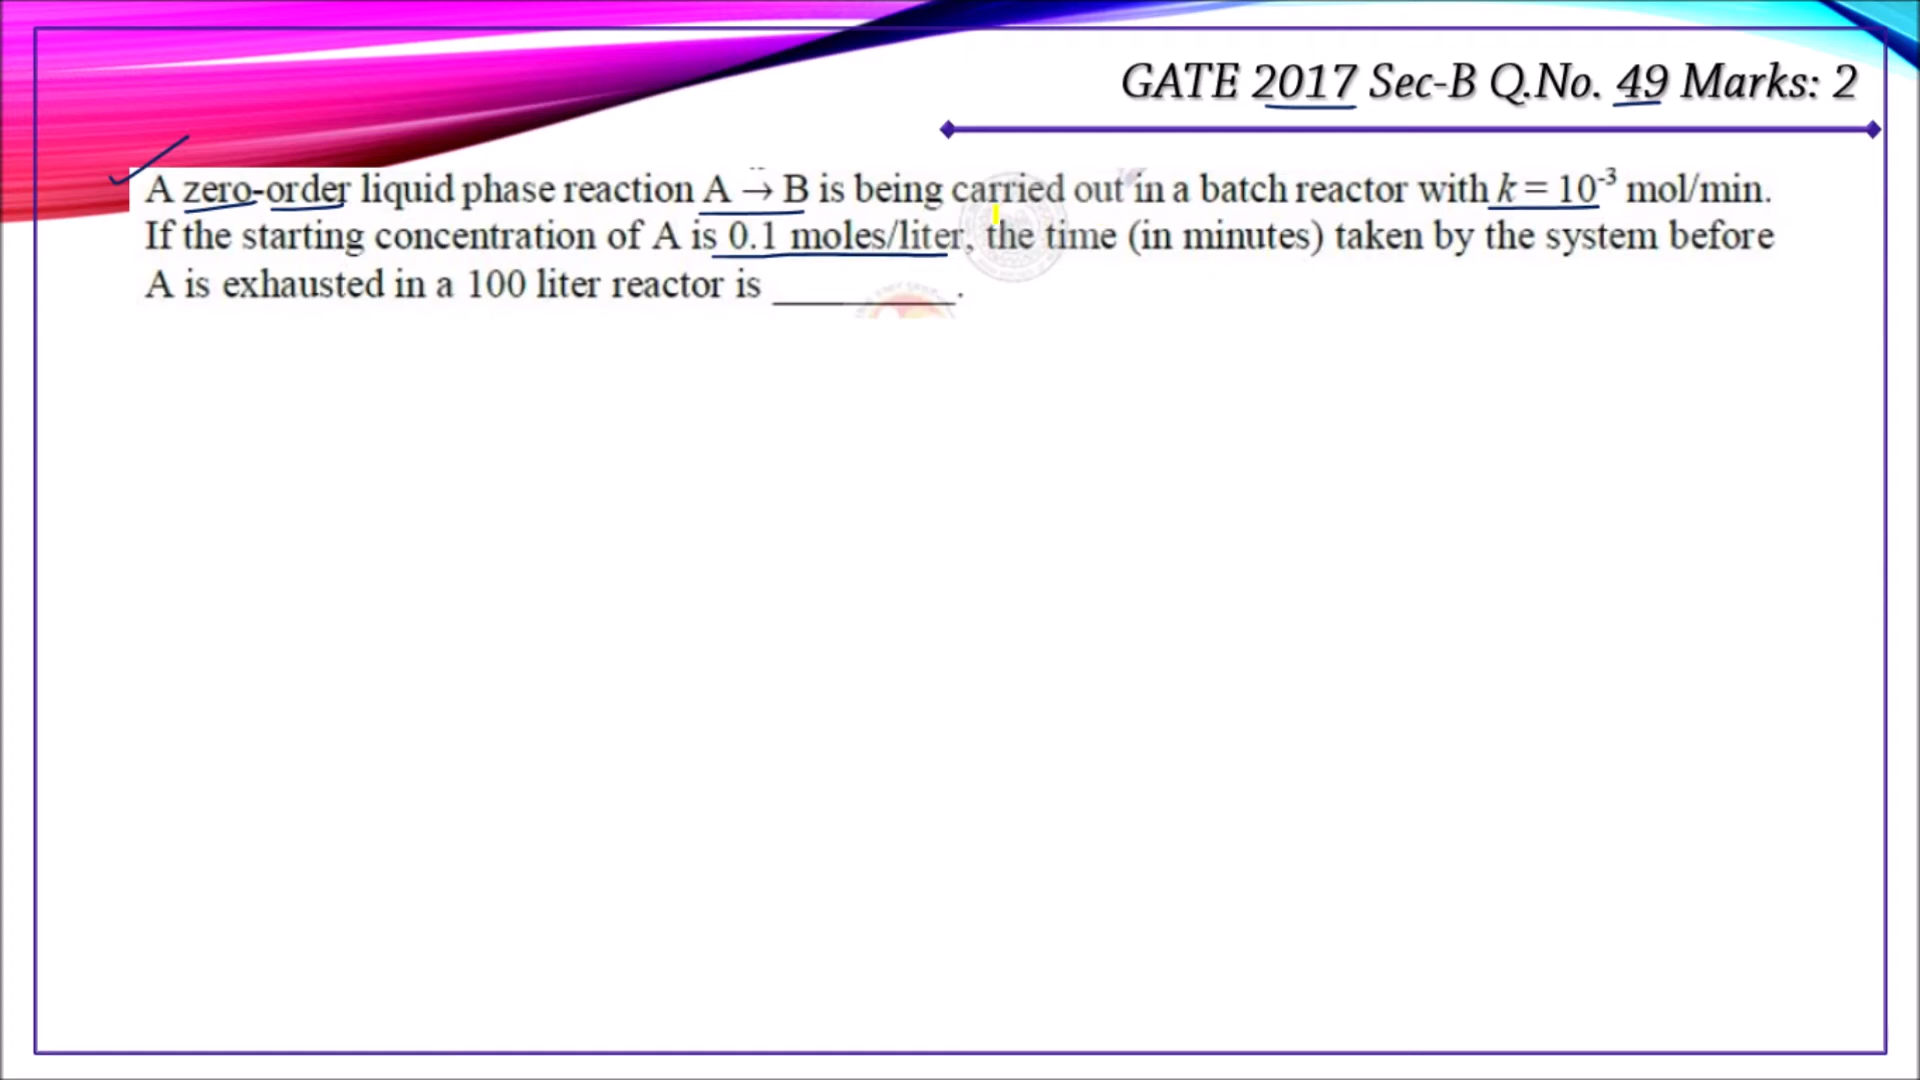 GATE 2017 Sec-B Q.No. 49 Marks: 2
A zero-order liquid phase reaction A → B is being carried out in a batch reactor with k = 10⁻³ mol/min.
If the starting concentration of A is 0.1 moles/liter, the time (in minutes) taken by the system before
A is exhausted in a 100 liter reactor is ___________.